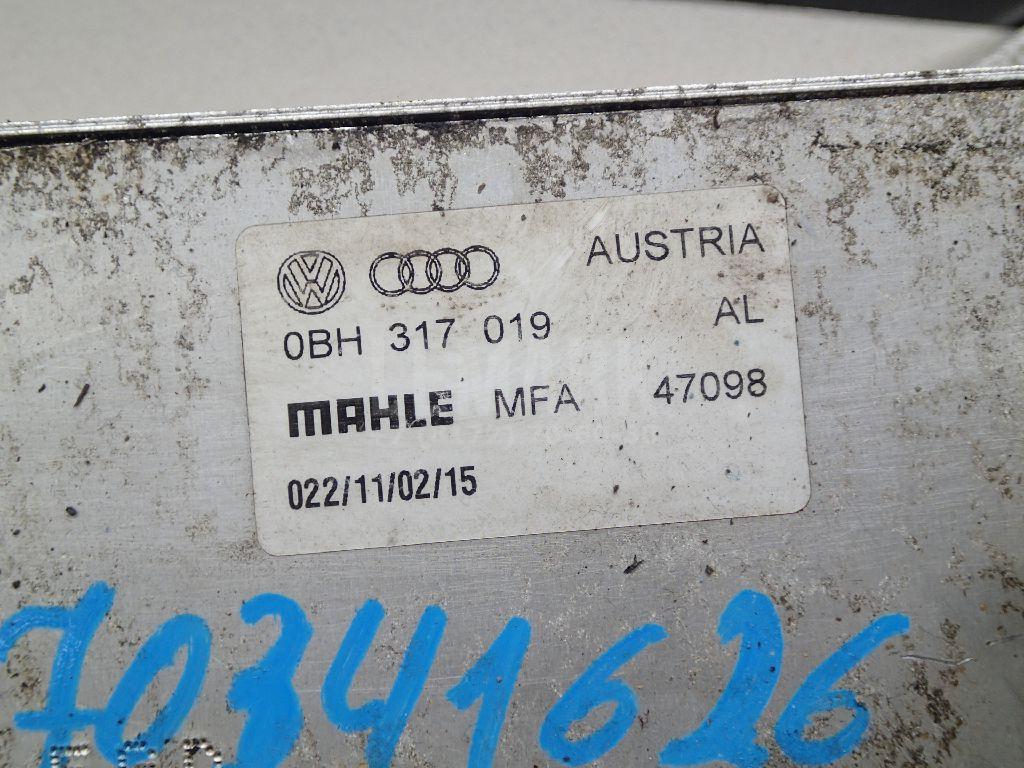 AUSTRIA
0BH 317 019 AL
MAHLE MFA 47098
022/11/02/15
70341626